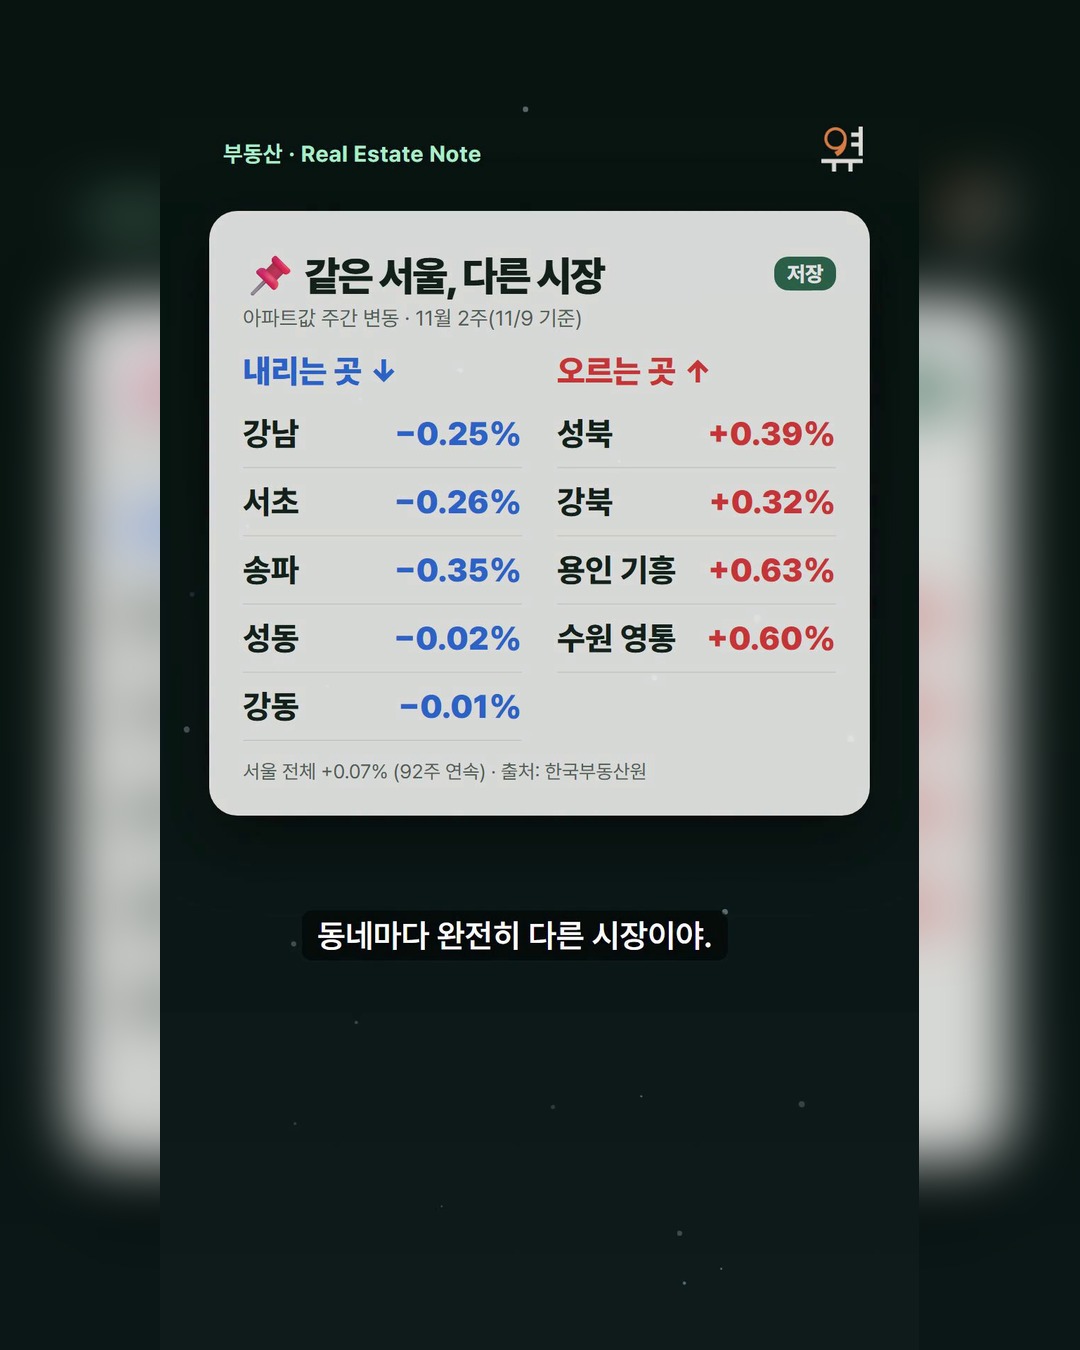 부동산 · Real Estate Note
📌 같은 서울, 다른 시장
저장
아파트값 주간 변동 · 11월 2주(11/9 기준)
내리는 곳 ↓
강남 −0.25%
서초 −0.26%
송파 −0.35%
성동 −0.02%
강동 −0.01%
오르는 곳 ↑
성북 +0.39%
강북 +0.32%
용인 기흥 +0.63%
수원 영통 +0.60%
서울 전체 +0.07% (92주 연속) · 출처: 한국부동산원
동네마다 완전히 다른 시장이야.